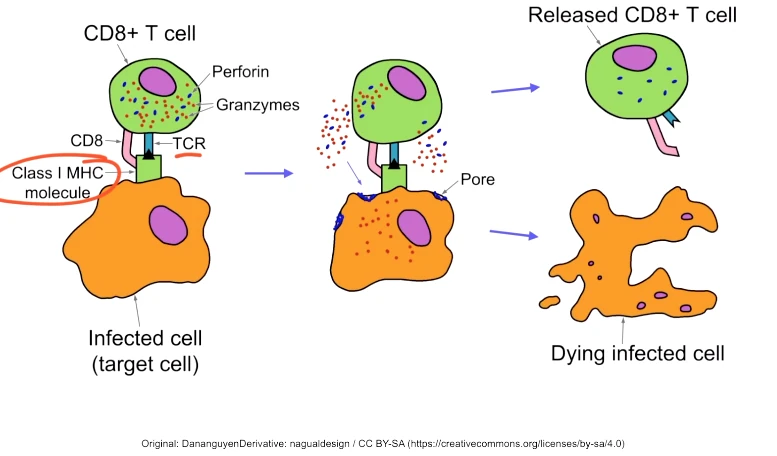 Released CD8+ T cell
CD8+ T cell
Perforin
Granzymes
CD8
TCR
Class I MHC
molecule
Pore
Infected cell
(target cell)
Dying infected cell
Original: DananguyenDerivative: nagualdesign / CC BY-SA (https://creativecommons.org/licenses/by-sa/4.0)